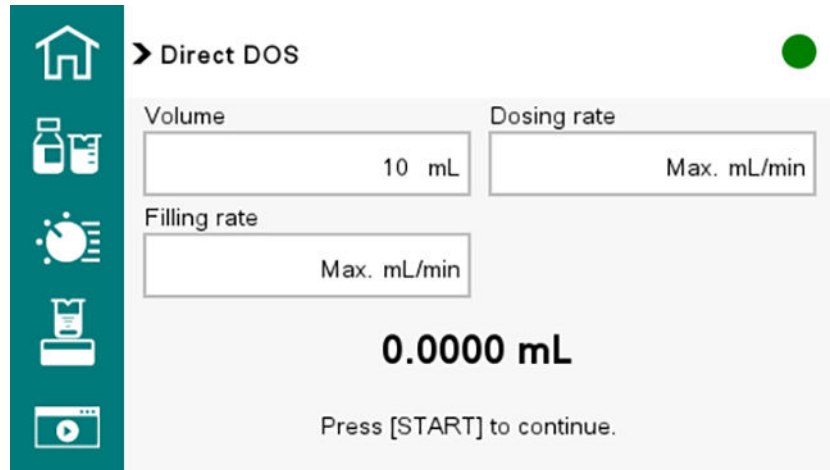 Direct DOS
Volume
Dosing rate
10 mL
Max. mL/min
Filling rate
Max. mL/min
0.0000 mL
Press [START] to continue.